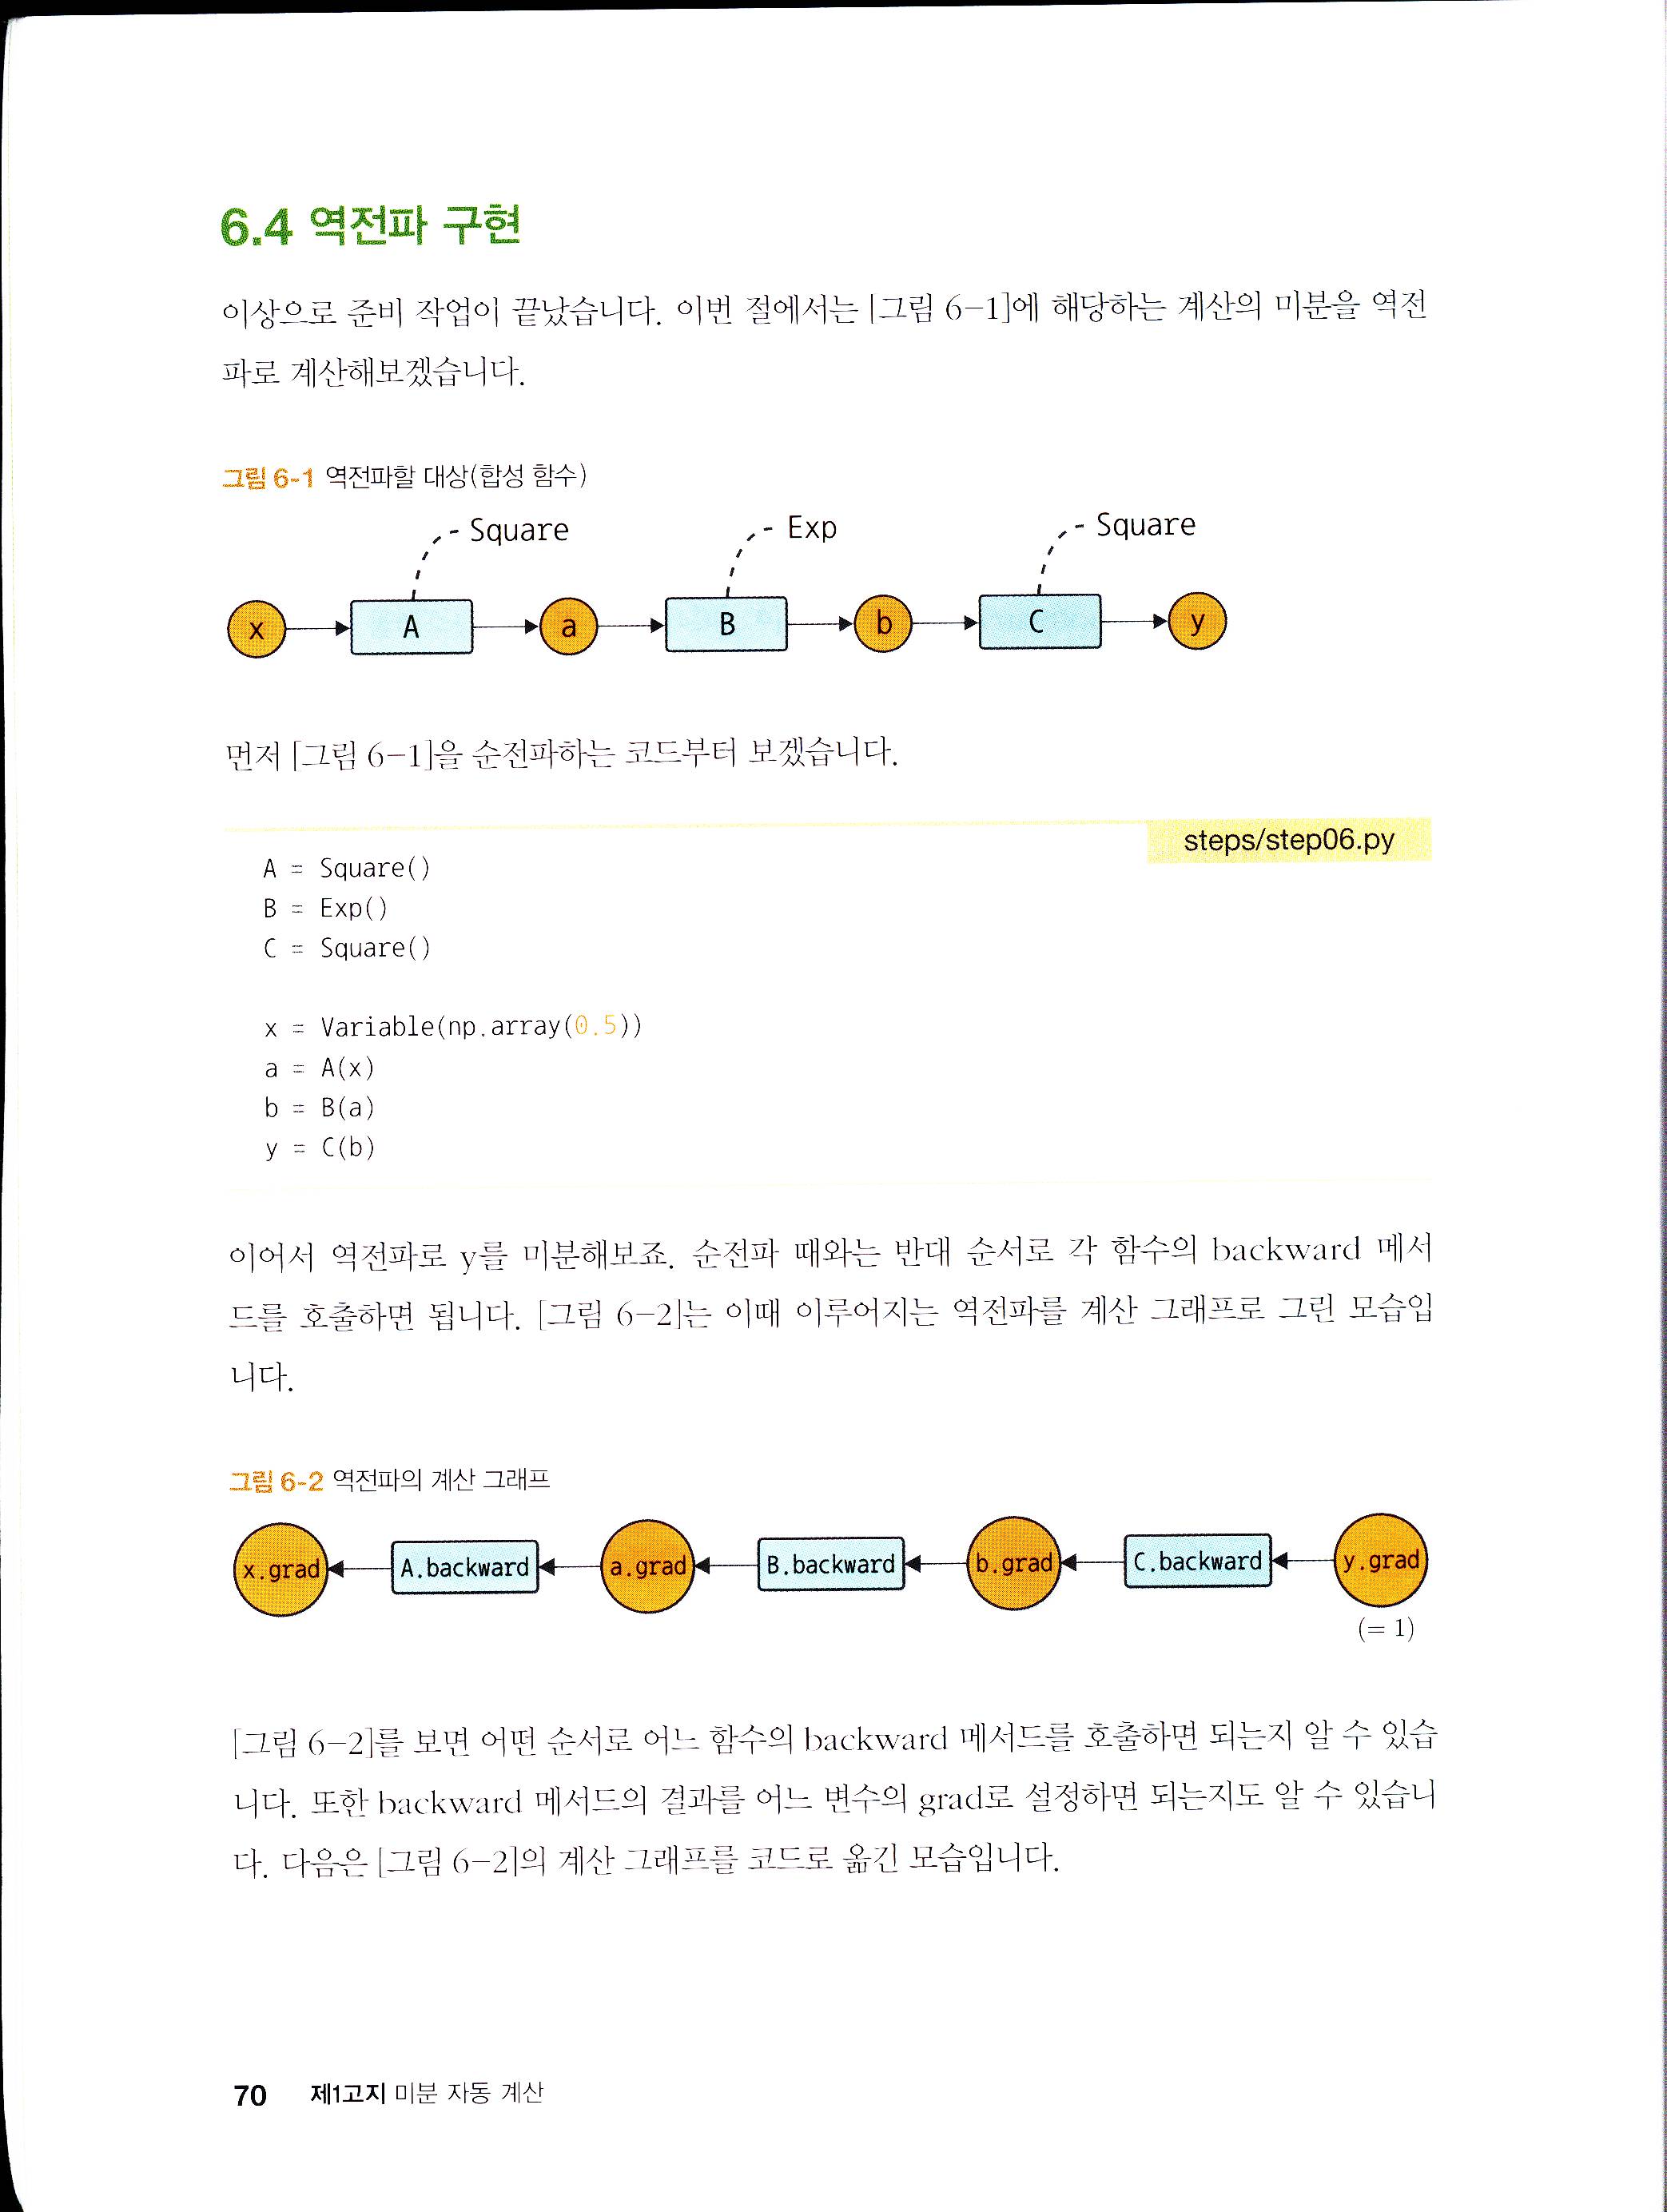 6.4 역전파 구현
이상으로 준비 작업이 끝났습니다. 이번 절에서는 [그림 6-1]에 해당하는 계산의 미분을 역전
파로 계산해보겠습니다.
그림 6-1 역전파할 대상(합성 함수)
Square Exp Square
x A a B b C y
먼저 [그림 6-1]을 순전파하는 코드부터 보겠습니다.
steps/step06.py
A = Square()
B = Exp()
C = Square()
x = Variable(np.array(0.5))
a = A(x)
b = B(a)
y = C(b)
이어서 역전파로 y를 미분해보죠. 순전파 때와는 반대 순서로 각 함수의 backward 메서
드를 호출하면 됩니다. [그림 6-2]는 이때 이루어지는 역전파를 계산 그래프로 그린 모습입
니다.
그림 6-2 역전파의 계산 그래프
x.grad A.backward a.grad B.backward b.grad C.backward y.grad
(= 1)
[그림 6-2]를 보면 어떤 순서로 어느 함수의 backward 메서드를 호출하면 되는지 알 수 있습
니다. 또한 backward 메서드의 결과를 어느 변수의 grad로 설정하면 되는지도 알 수 있습니
다. 다음은 [그림 6-2]의 계산 그래프를 코드로 옮긴 모습입니다.
70 제1고지 미분 자동 계산